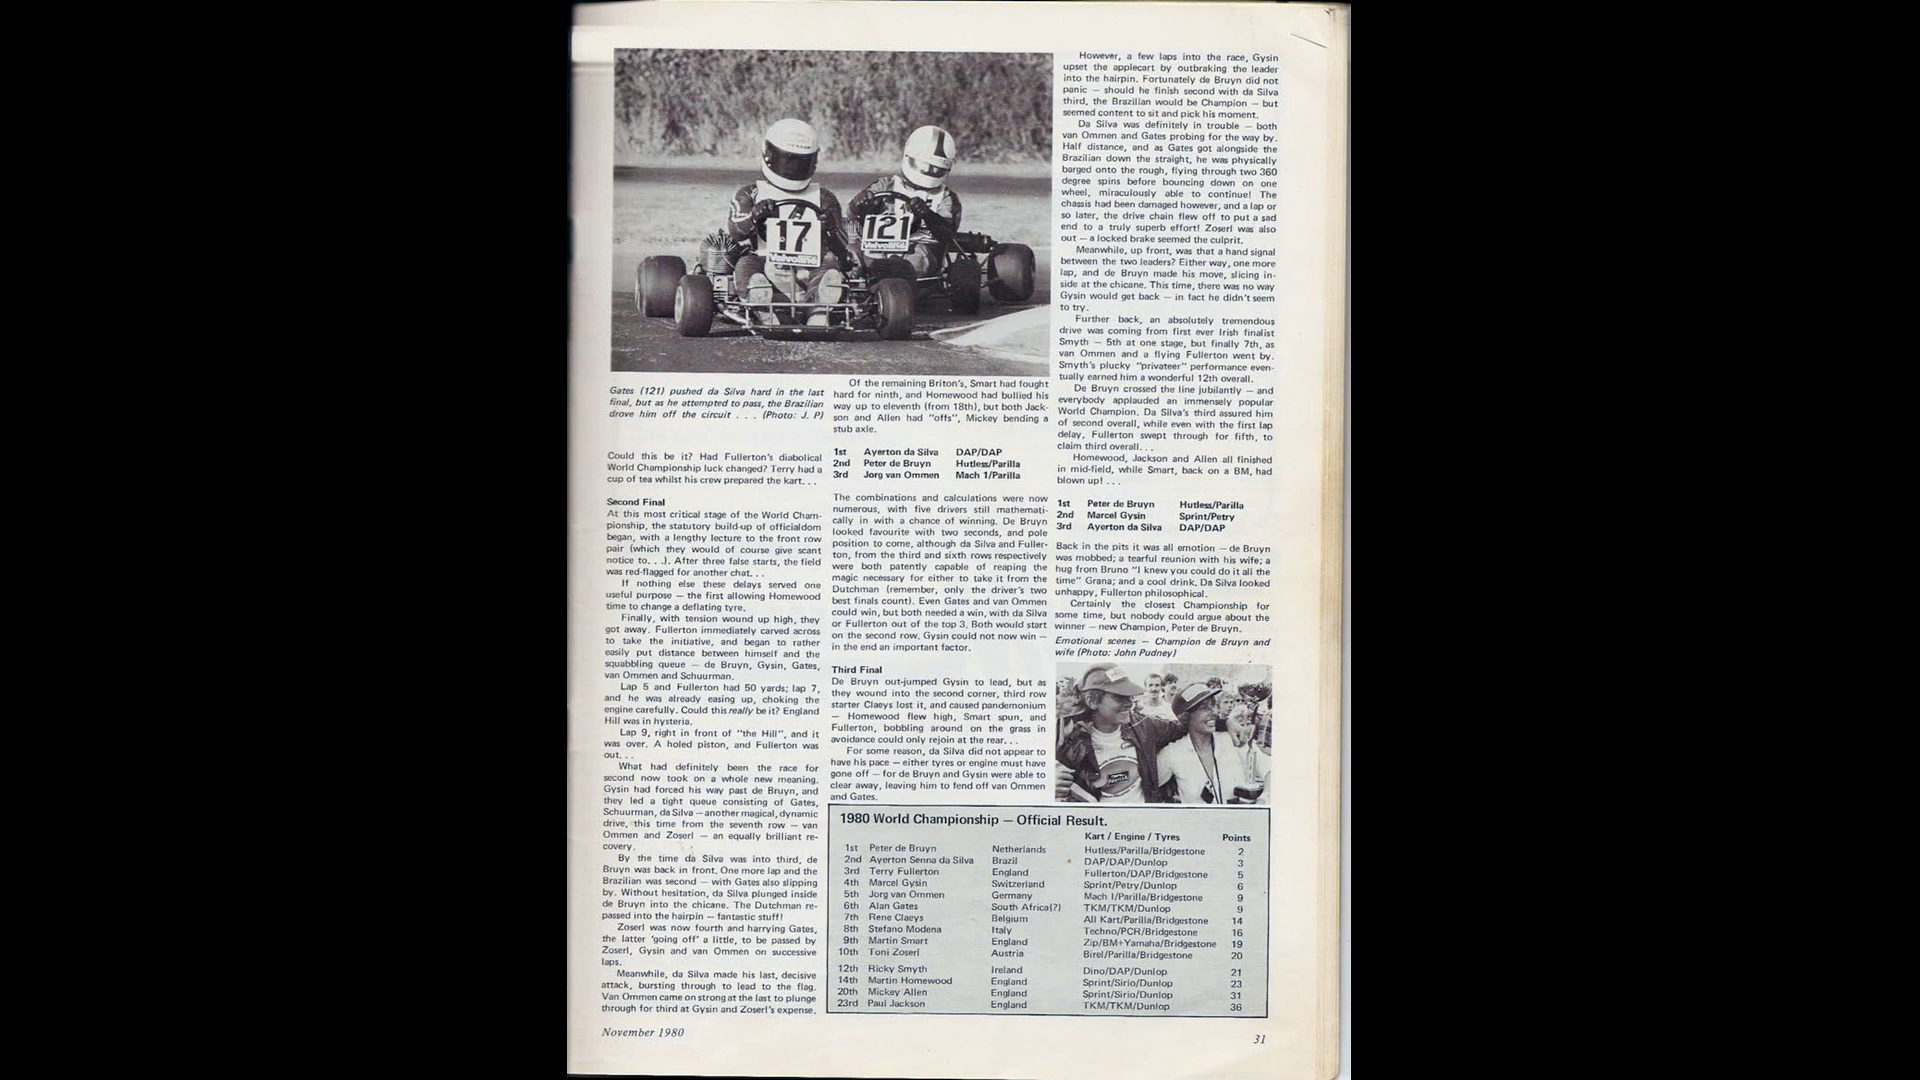 17
Valvoline
121
Valvoline
Gates (121) pushed da Silva hard in the last
final, but as he attempted to pass, the Brazilian
drove him off the circuit . . . (Photo: J. P)
Could this be it? Had Fullerton's diabolical
World Championship luck changed? Terry had a
cup of tea whilst his crew prepared the kart. . .
Second Final
At this most critical stage of the World Cham-
pionship, the statutory build-up of officialdom
began, with a lengthy lecture to the front row
pair (which they would of course give scant
notice to. . .). After three false starts, the field
was red-flagged for another chat. . .
If nothing else these delays served one
useful purpose — the first allowing Homewood
time to change a deflating tyre.
Finally, with tension wound up high, they
got away. Fullerton immediately carved across
to take the initiative, and began to rather
easily put distance between himself and the
squabbling queue — de Bruyn, Gysin, Gates,
van Ommen and Schuurman.
Lap 5 and Fullerton had 50 yards; lap 7,
and he was already easing up, choking the
engine carefully. Could this really be it? England
Hill was in hysteria.
Lap 9, right in front of "the Hill", and it
was over. A holed piston, and Fullerton was
out. . .
What had definitely been the race for
second now took on a whole new meaning.
Gysin had forced his way past de Bruyn, and
they led a tight queue consisting of Gates,
Schuurman, da Silva — another magical, dynamic
drive, this time from the seventh row — van
Ommen and Zoserl — an equally brilliant re-
covery.
By the time da Silva was into third, de
Bruyn was back in front. One more lap and the
Brazilian was second — with Gates also slipping
by. Without hesitation, da Silva plunged inside
de Bruyn into the chicane. The Dutchman re-
passed into the hairpin — fantastic stuff!
Zoserl was now fourth and harrying Gates,
the latter 'going off' a little, to be passed by
Zoserl, Gysin and van Ommen on successive
laps.
Meanwhile, da Silva made his last, decisive
attack, bursting through to lead to the flag.
Van Ommen came on strong at the last to plunge
through for third at Gysin and Zoserl's expense.
Of the remaining Briton's, Smart had fought
hard for ninth, and Homewood had bullied his
way up to eleventh (from 18th), but both Jack-
son and Allen had "offs", Mickey bending a
stub axle.
1st Ayerton da Silva DAP/DAP
2nd Peter de Bruyn Hutless/Parilla
3rd Jorg van Ommen Mach 1/Parilla
The combinations and calculations were now
numerous, with five drivers still mathemati-
cally in with a chance of winning. De Bruyn
looked favourite with two seconds, and pole
position to come, although da Silva and Fuller-
ton, from the third and sixth rows respectively
were both patently capable of reaping the
magic necessary for either to take it from the
Dutchman (remember, only the driver's two
best finals count). Even Gates and van Ommen
could win, but both needed a win, with da Silva
or Fullerton out of the top 3. Both would start
on the second row. Gysin could not now win —
in the end an important factor.
Third Final
De Bruyn out-jumped Gysin to lead, but as
they wound into the second corner, third row
starter Claeys lost it, and caused pandemonium
— Homewood flew high, Smart spun, and
Fullerton, bobbling around on the grass in
avoidance could only rejoin at the rear. . .
For some reason, da Silva did not appear to
have his pace — either tyres or engine must have
gone off — for de Bruyn and Gysin were able to
clear away, leaving him to fend off van Ommen
and Gates.
However, a few laps into the race, Gysin
upset the applecart by outbraking the leader
into the hairpin. Fortunately de Bruyn did not
panic — should he finish second with da Silva
third, the Brazilian would be Champion — but
seemed content to sit and pick his moment.
Da Silva was definitely in trouble — both
van Ommen and Gates probing for the way by.
Half distance, and as Gates got alongside the
Brazilian down the straight, he was physically
barged onto the rough, flying through two 360
degree spins before bouncing down on one
wheel, miraculously able to continue! The
chassis had been damaged however, and a lap or
so later, the drive chain flew off to put a sad
end to a truly superb effort! Zoserl was also
out — a locked brake seemed the culprit.
Meanwhile, up front, was that a hand signal
between the two leaders? Either way, one more
lap, and de Bruyn made his move, slicing in-
side at the chicane. This time, there was no way
Gysin would get back — in fact he didn't seem
to try.
Further back, an absolutely tremendous
drive was coming from first ever Irish finalist
Smyth — 5th at one stage, but finally 7th, as
van Ommen and a flying Fullerton went by.
Smyth's plucky "privateer" performance even-
tually earned him a wonderful 12th overall.
De Bruyn crossed the line jubilantly — and
everybody applauded an immensely popular
World Champion. Da Silva's third assured him
of second overall, while even with the first lap
delay, Fullerton swept through for fifth, to
claim third overall. . .
Homewood, Jackson and Allen all finished
in mid-field, while Smart, back on a BM, had
blown up! . . .
1st Peter de Bruyn Hutless/Parilla
2nd Marcel Gysin Sprint/Petry
3rd Ayerton da Silva DAP/DAP
Back in the pits it was all emotion — de Bruyn
was mobbed; a tearful reunion with his wife; a
hug from Bruno "I knew you could do it all the
time" Grana; and a cool drink. Da Silva looked
unhappy, Fullerton philosophical.
Certainly the closest Championship for
some time, but nobody could argue about the
winner — new Champion, Peter de Bruyn.
Emotional scenes — Champion de Bruyn and
wife (Photo: John Pudney)
1980 World Championship — Official Result.
Kart / Engine / Tyres Points
1st Peter de Bruyn Netherlands Hutless/Parilla/Bridgestone 2
2nd Ayerton Senna da Silva Brazil DAP/DAP/Dunlop 3
3rd Terry Fullerton England Fullerton/DAP/Bridgestone 5
4th Marcel Gysin Switzerland Sprint/Petry/Dunlop 6
5th Jorg van Ommen Germany Mach I/Parilla/Bridgestone 9
6th Alan Gates South Africa(?) TKM/TKM/Dunlop 9
7th Rene Claeys Belgium All Kart/Parilla/Bridgestone 14
8th Stefano Modena Italy Techno/PCR/Bridgestone 16
9th Martin Smart England Zip/BM+Yamaha/Bridgestone 19
10th Toni Zoserl Austria Birel/Parilla/Bridgestone 20
12th Ricky Smyth Ireland Dino/DAP/Dunlop 21
14th Martin Homewood England Sprint/Sirio/Dunlop 23
20th Mickey Allen England Sprint/Sirio/Dunlop 31
23rd Paul Jackson England TKM/TKM/Dunlop 36
November 1980
31